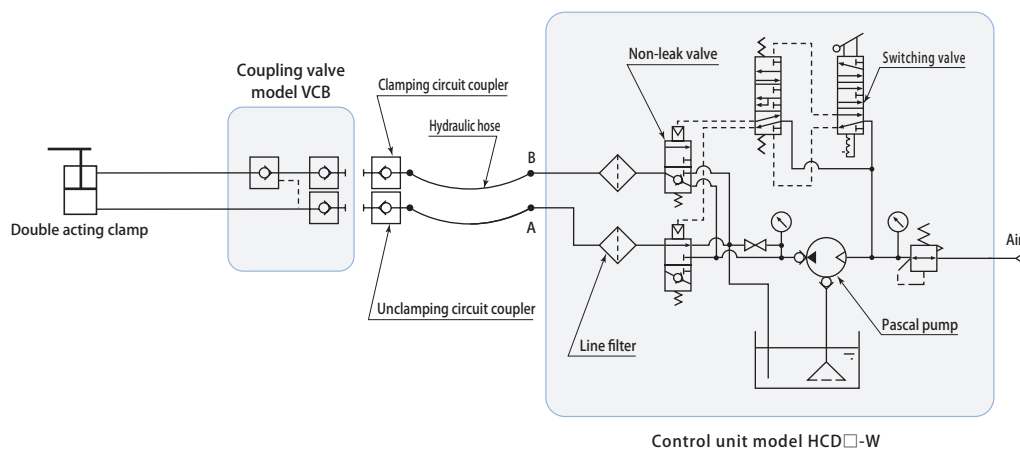 Non-leak valve
Switching valve
Coupling valve
model VCB
Clamping circuit coupler
Hydraulic hose
B
A
Double acting clamp
Air
Unclamping circuit coupler
Pascal pump
Line filter
Control unit model HCD□-W